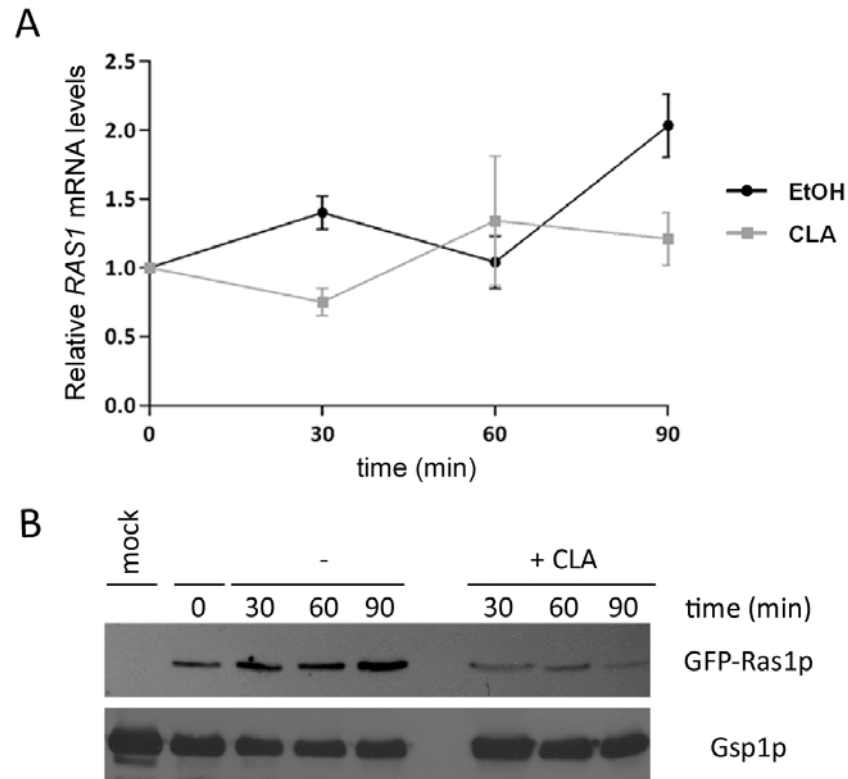 A
2.5
2.0
1.5
1.0
0.5
0.0
Relative RAS1 mRNA levels
0 30 60 90
time (min)
EtOH
CLA
B
mock
- + CLA
0 30 60 90 30 60 90 time (min)
GFP-Ras1p
Gsp1p